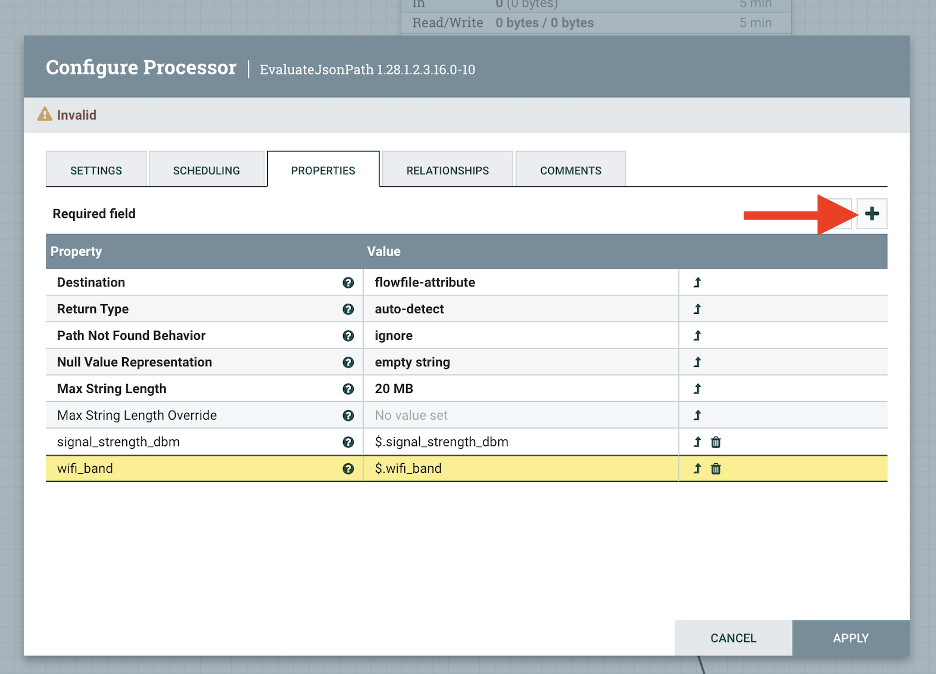 In 0 (0 bytes) 5 min
Read/Write 0 bytes / 0 bytes 5 min
Configure Processor | EvaluateJsonPath 1.28.1.2.3.16.0-10
Invalid
SETTINGS SCHEDULING PROPERTIES RELATIONSHIPS COMMENTS
Required field
Property Value
Destination flowfile-attribute
Return Type auto-detect
Path Not Found Behavior ignore
Null Value Representation empty string
Max String Length 20 MB
Max String Length Override No value set
signal_strength_dbm $.signal_strength_dbm
wifi_band $.wifi_band
CANCEL APPLY